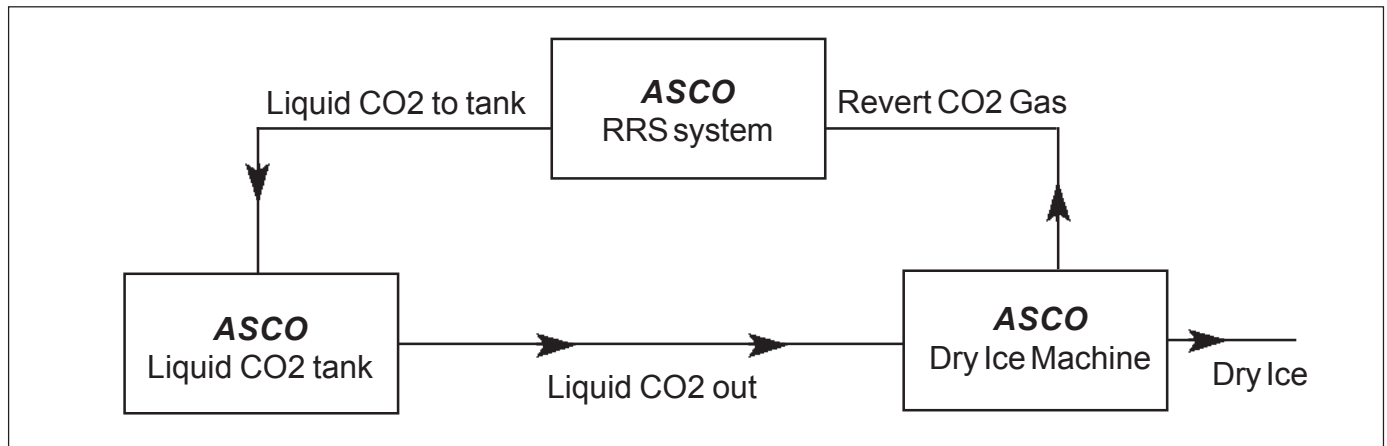 ASCO
RRS system
Liquid CO2 to tank
Revert CO2 Gas
ASCO
Liquid CO2 tank
Liquid CO2 out
ASCO
Dry Ice Machine
Dry Ice